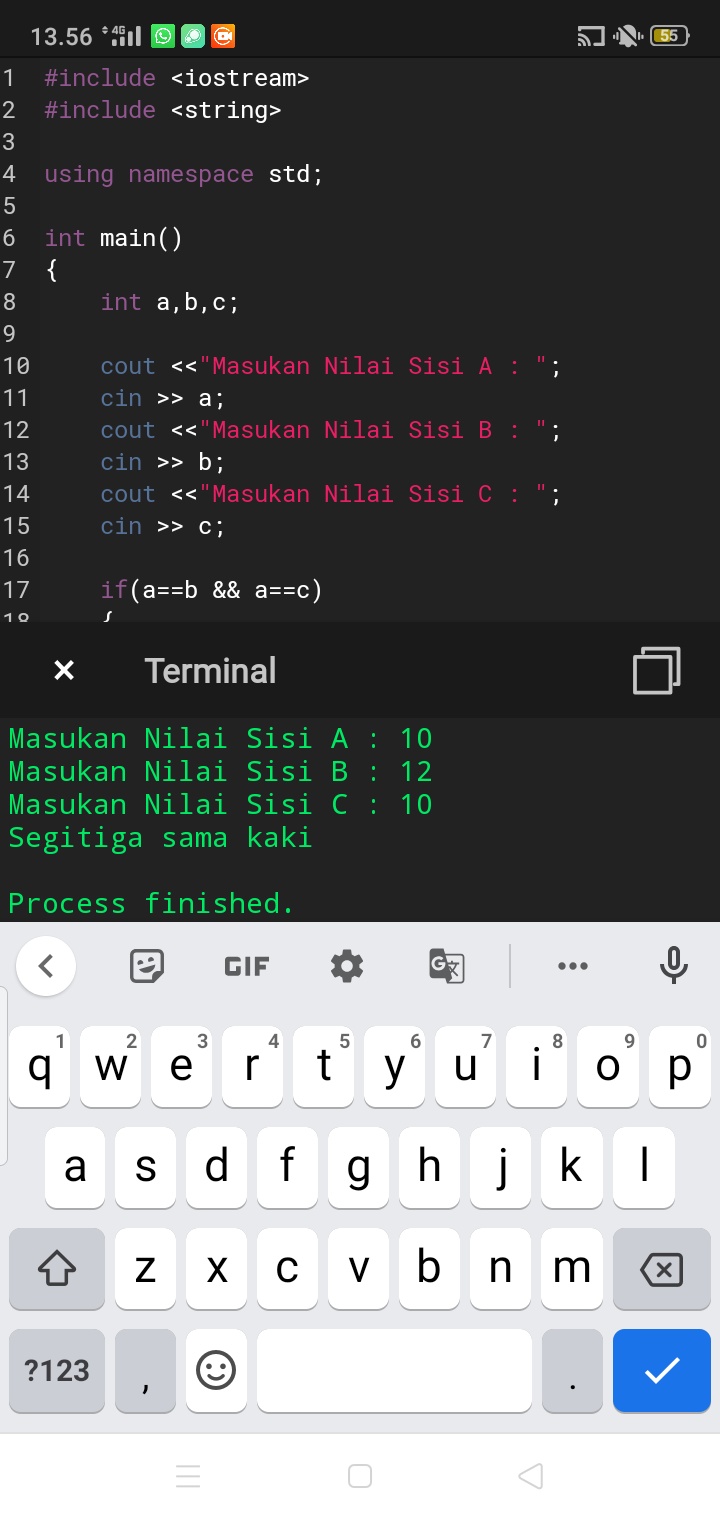 13.56 4G 55
1 #include <iostream>
2 #include <string>
3
4 using namespace std;
5
6 int main()
7 {
8 int a,b,c;
9
10 cout <<"Masukan Nilai Sisi A : ";
11 cin >> a;
12 cout <<"Masukan Nilai Sisi B : ";
13 cin >> b;
14 cout <<"Masukan Nilai Sisi C : ";
15 cin >> c;
16
17 if(a==b && a==c)
18 {
× Terminal
Masukan Nilai Sisi A : 10
Masukan Nilai Sisi B : 12
Masukan Nilai Sisi C : 10
Segitiga sama kaki
Process finished.
GIF G文
1 2 3 4 5 6 7 8 9 0
q w e r t y u i o p
a s d f g h j k l
z x c v b n m
?123 , .